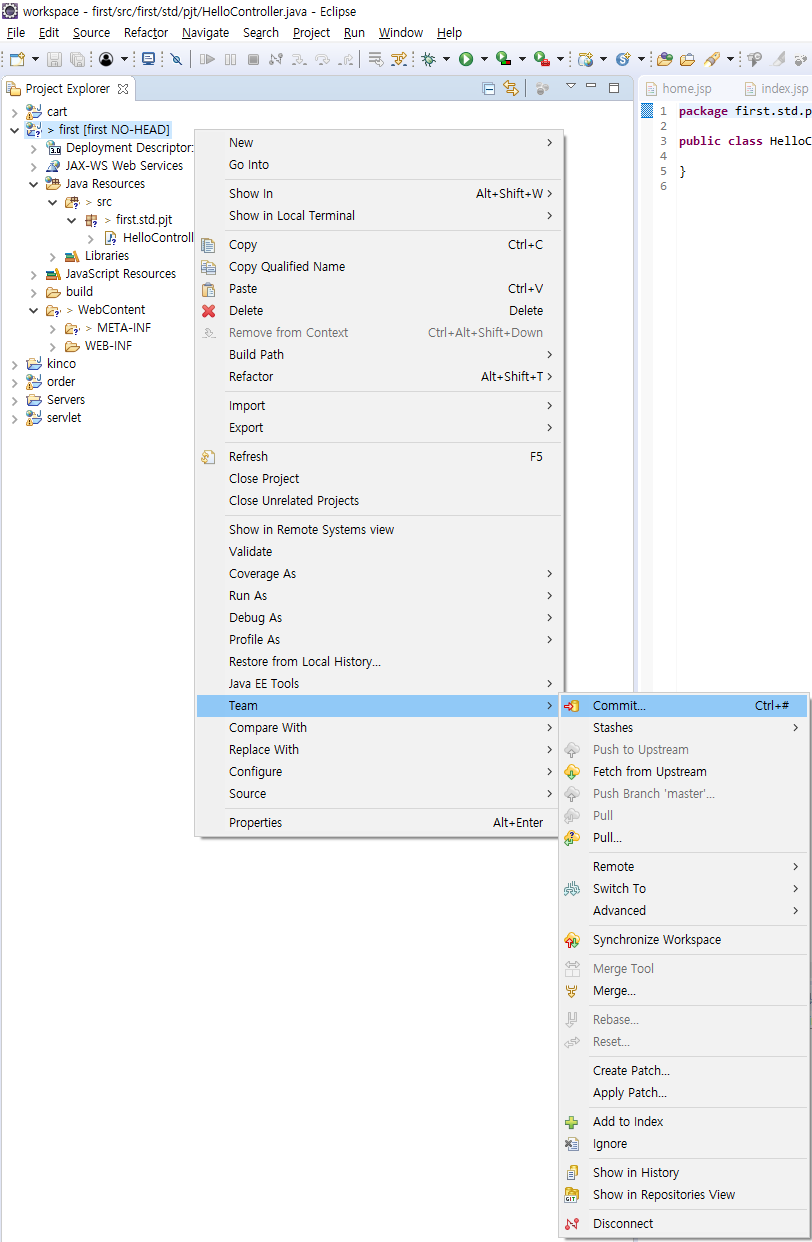 workspace - first/src/first/std/pjt/HelloController.java - Eclipse
File Edit Source Refactor Navigate Search Project Run Window Help
Project Explorer
home.jsp index.jsp
cart
> first [first NO-HEAD]
Deployment Descriptor:
JAX-WS Web Services
Java Resources
> src
> first.std.pjt
HelloControll
Libraries
JavaScript Resources
build
> WebContent
> META-INF
WEB-INF
kinco
order
Servers
servlet
1 package first.std.p
2
3 public class HelloC
4
5 }
6
New
Go Into
Show In Alt+Shift+W
Show in Local Terminal
Copy Ctrl+C
Copy Qualified Name
Paste Ctrl+V
Delete Delete
Remove from Context Ctrl+Alt+Shift+Down
Build Path
Refactor Alt+Shift+T
Import
Export
Refresh F5
Close Project
Close Unrelated Projects
Show in Remote Systems view
Validate
Coverage As
Run As
Debug As
Profile As
Restore from Local History...
Java EE Tools
Team
Compare With
Replace With
Configure
Source
Properties Alt+Enter
Commit... Ctrl+#
Stashes
Push to Upstream
Fetch from Upstream
Push Branch 'master'...
Pull
Pull...
Remote
Switch To
Advanced
Synchronize Workspace
Merge Tool
Merge...
Rebase...
Reset...
Create Patch...
Apply Patch...
Add to Index
Ignore
Show in History
Show in Repositories View
Disconnect